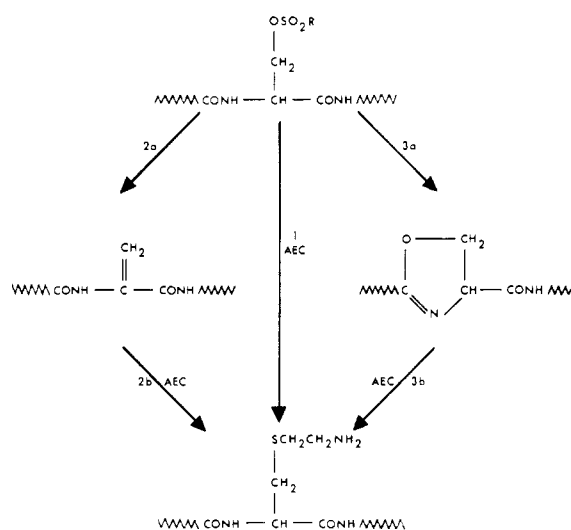 OSO₂R
CH₂
CONH — CH — CONH
2a
3a
1
AEC
CH₂
O
CH₂
CONH — C — CONH
C
N
CH — CONH
2b
AEC
AEC
3b
SCH₂CH₂NH₂
CH₂
CONH — CH — CONH